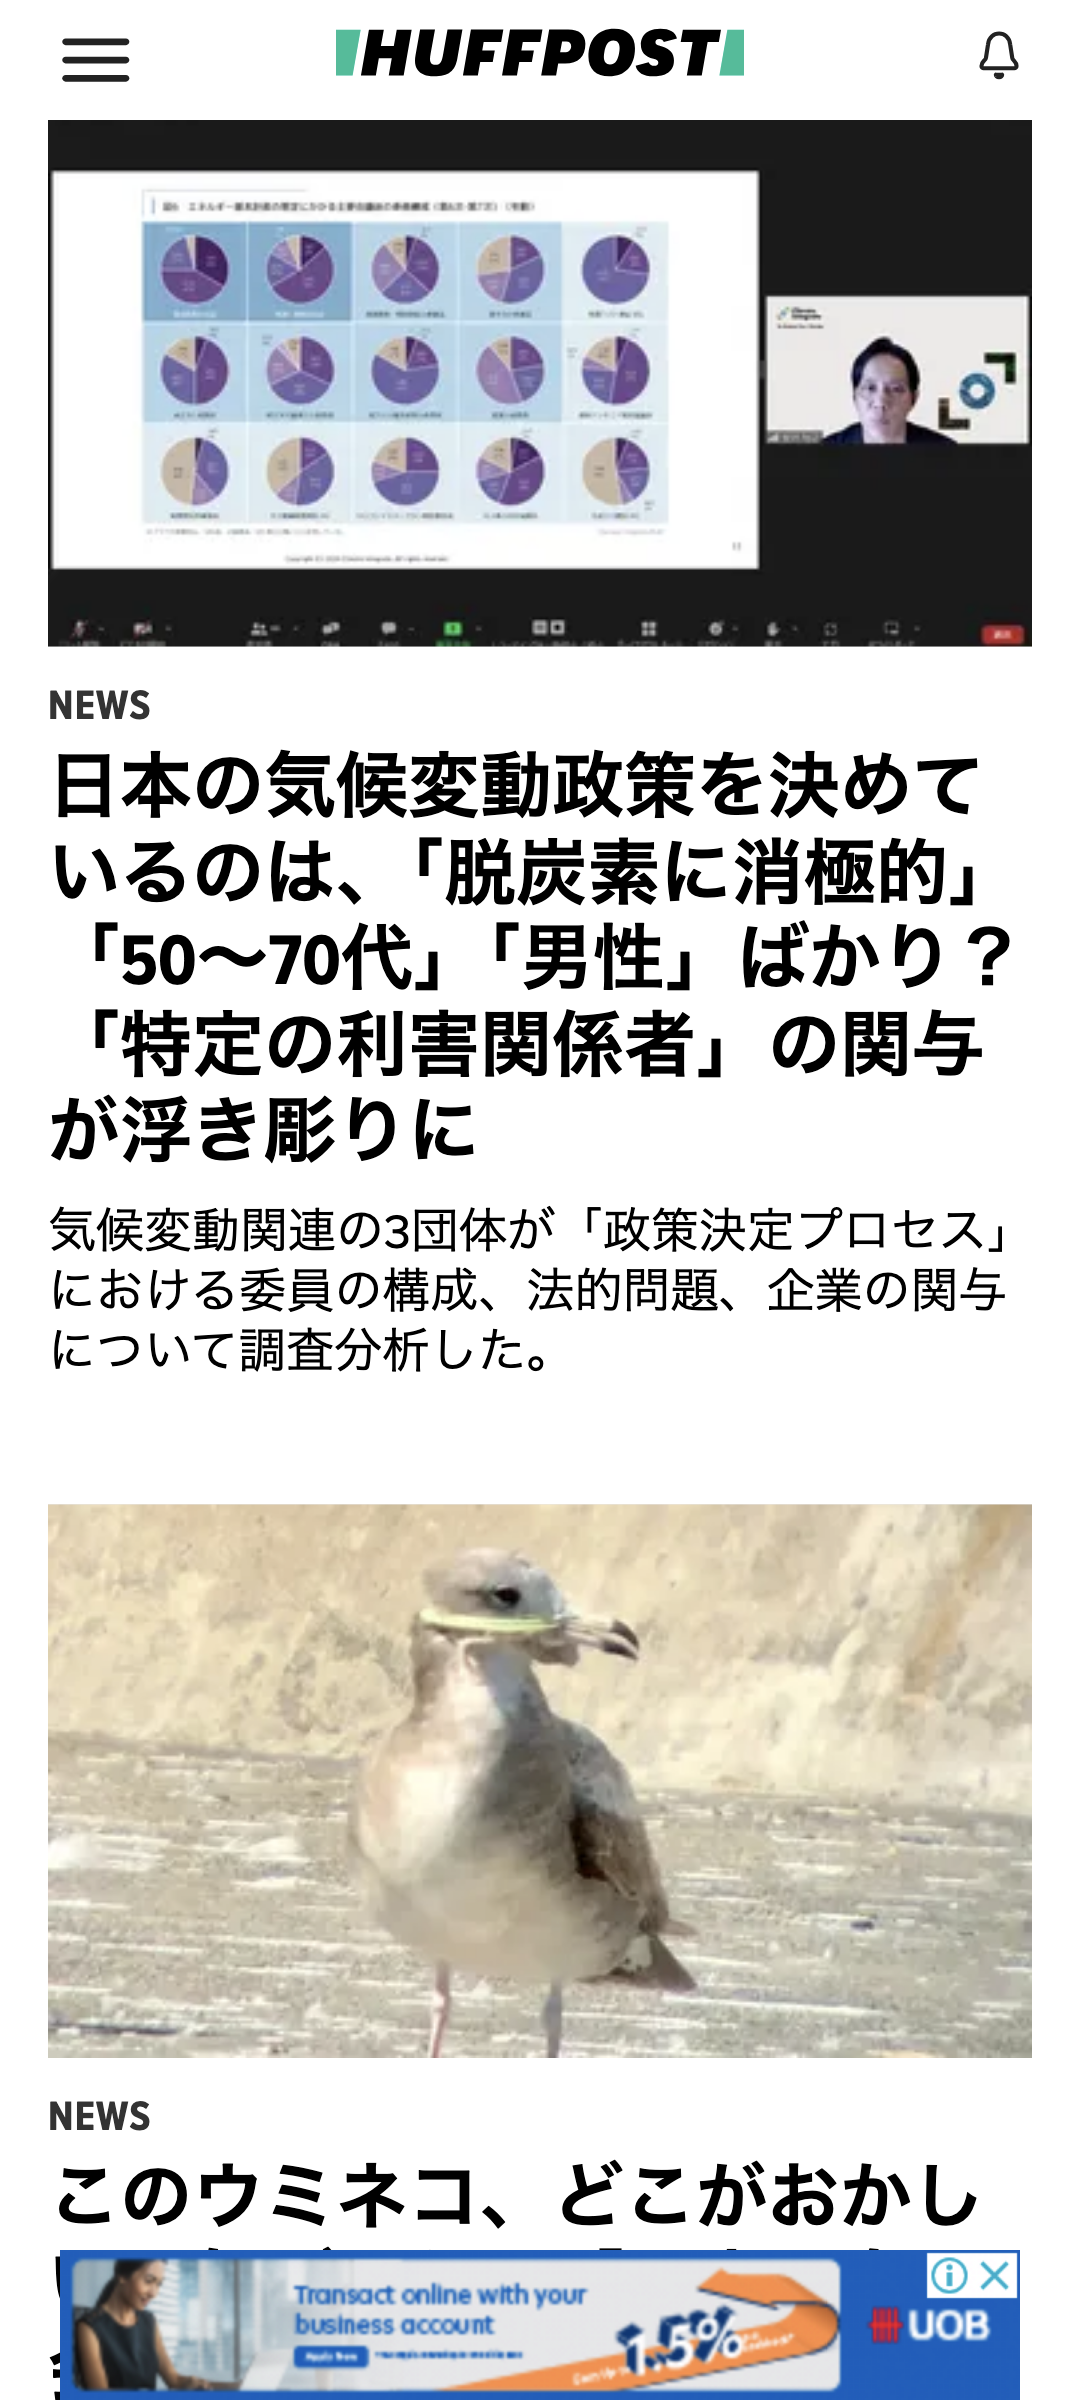 HUFFPOST
NEWS
日本の気候変動政策を決めて
いるのは、「脱炭素に消極的」
「50〜70代」「男性」ばかり？
「特定の利害関係者」の関与
が浮き彫りに
気候変動関連の3団体が「政策決定プロセス」
における委員の構成、法的問題、企業の関与
について調査分析した。
NEWS
このウミネコ、どこがおかし
Transact online with your
business account
Apply Now
1.5%
UOB